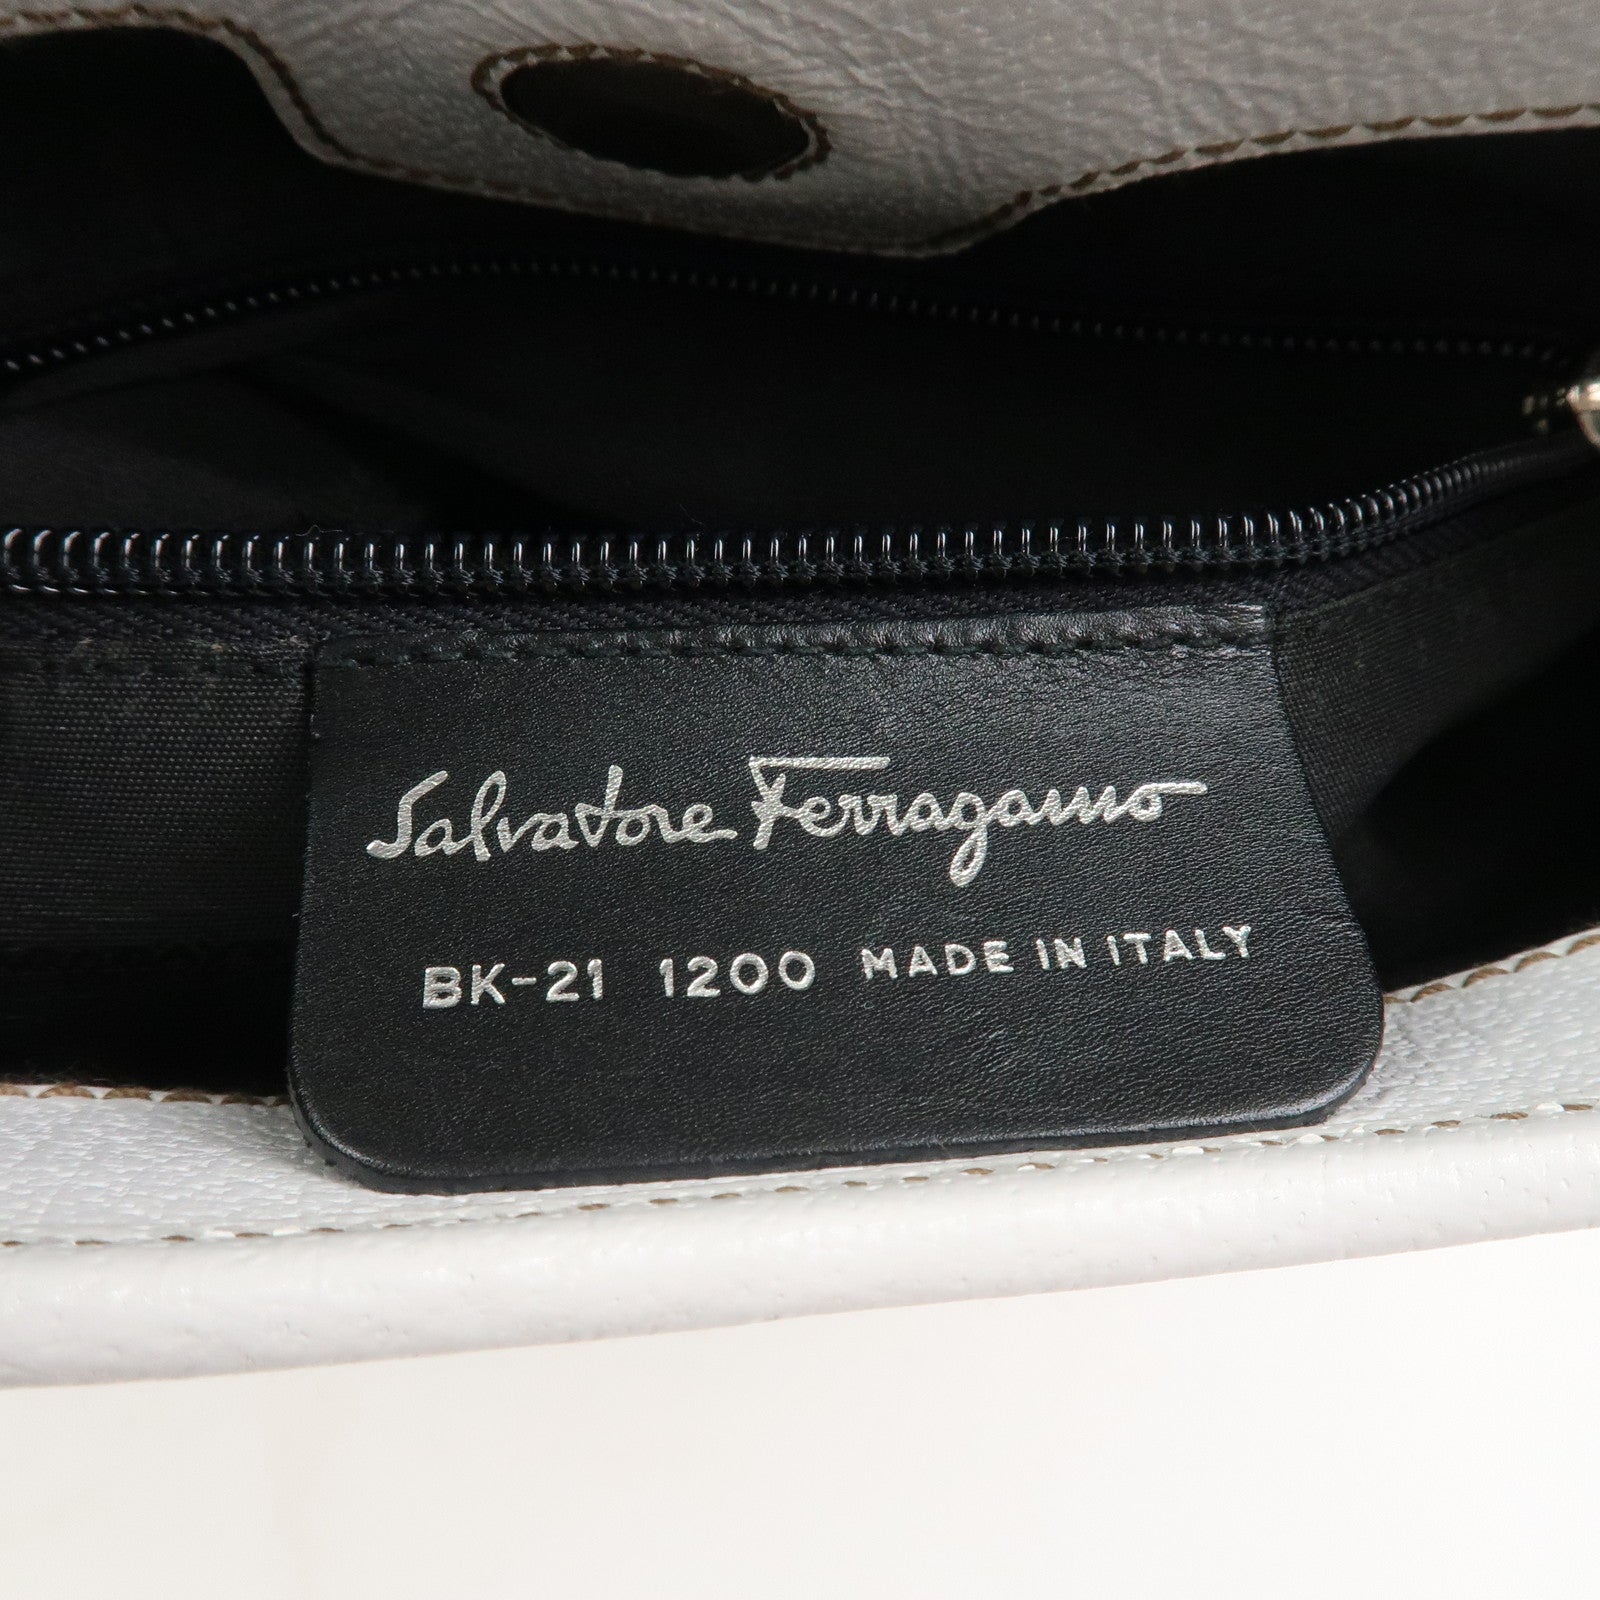 Salvatore Ferragamo
BK-21 1200 MADE IN ITALY